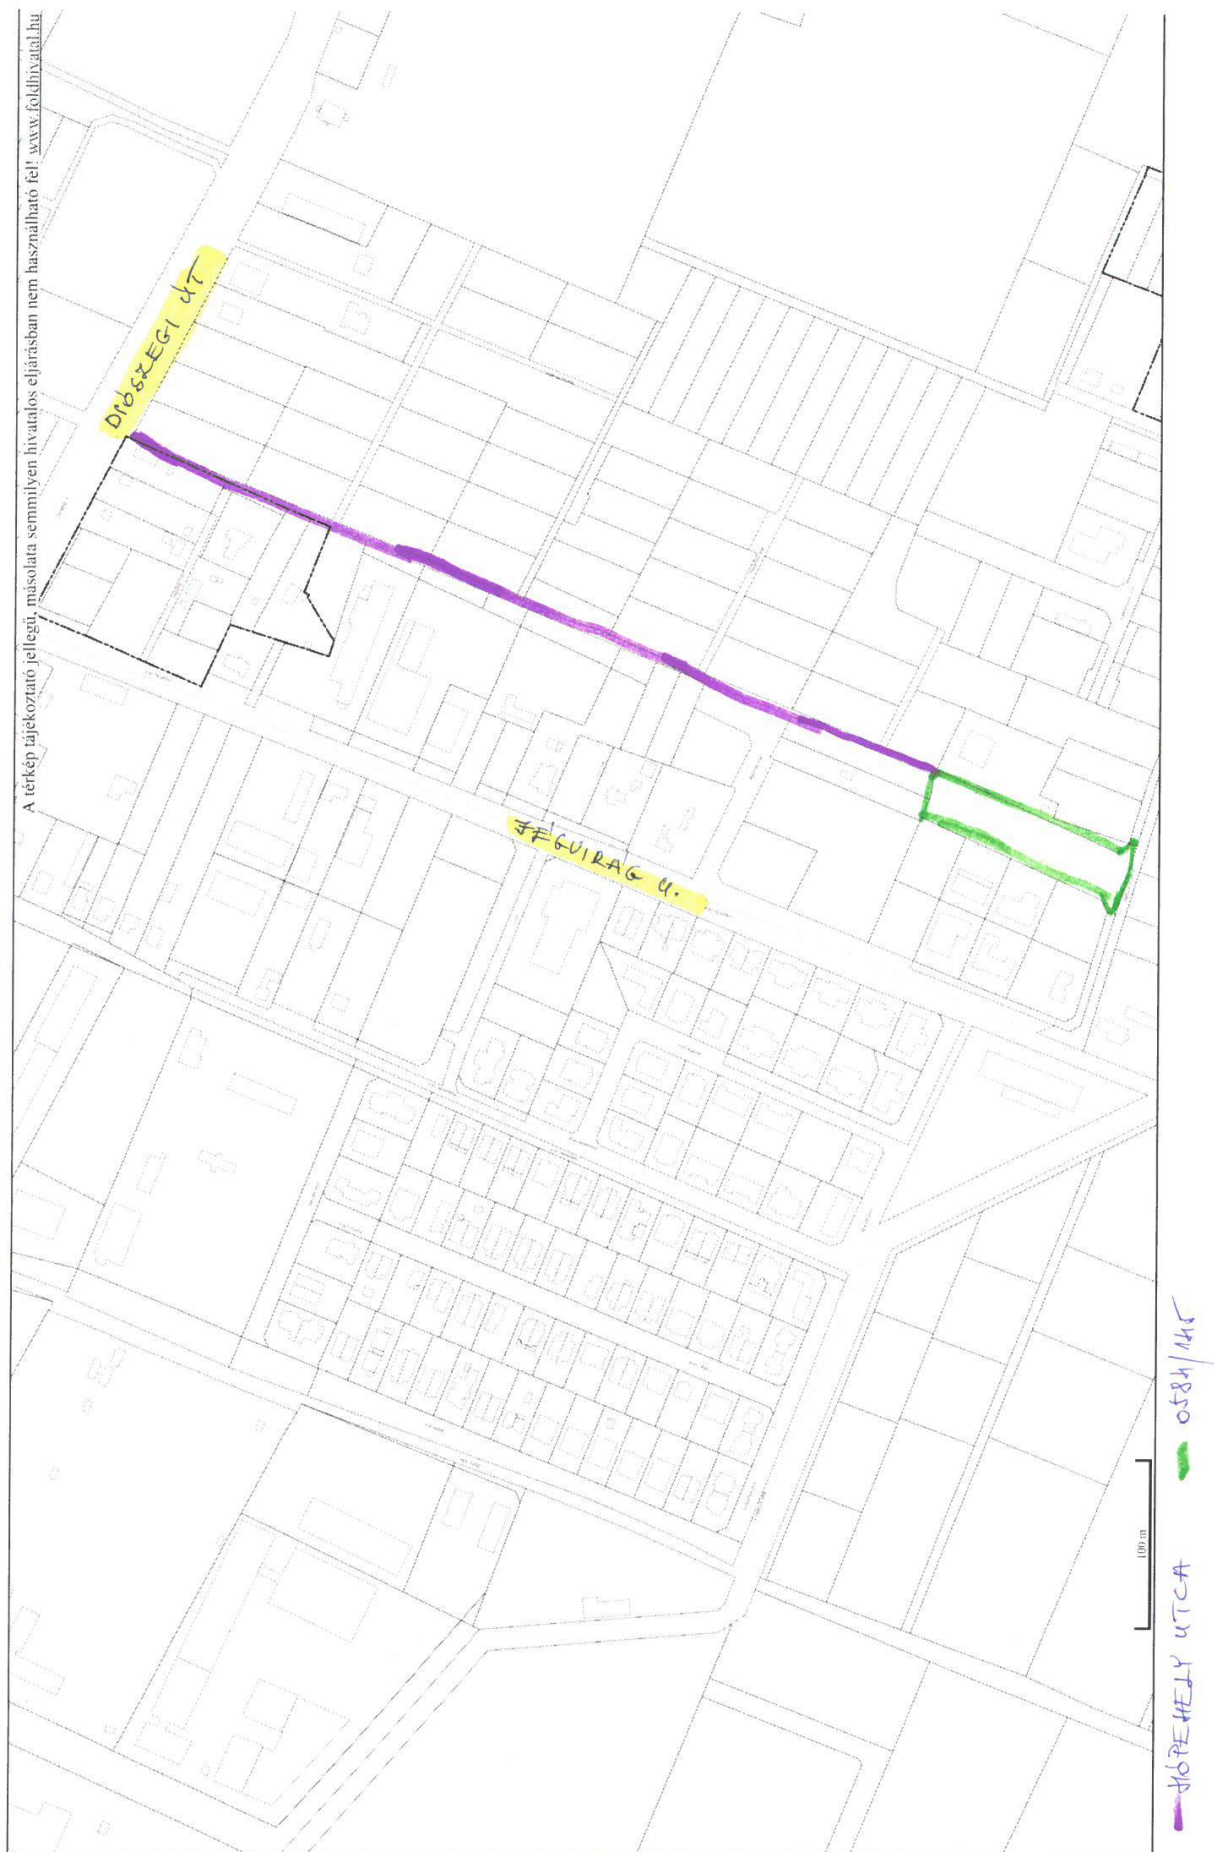 A térkép tájékoztató jellegű, másolata semmilyen hivatalos eljárásban nem használható fel! www.foldhivatal.hu
DIÓSZEGI ÚT
JÉGVIRÁG U.
100 m
HÓPEHELY UTCA
0584/145